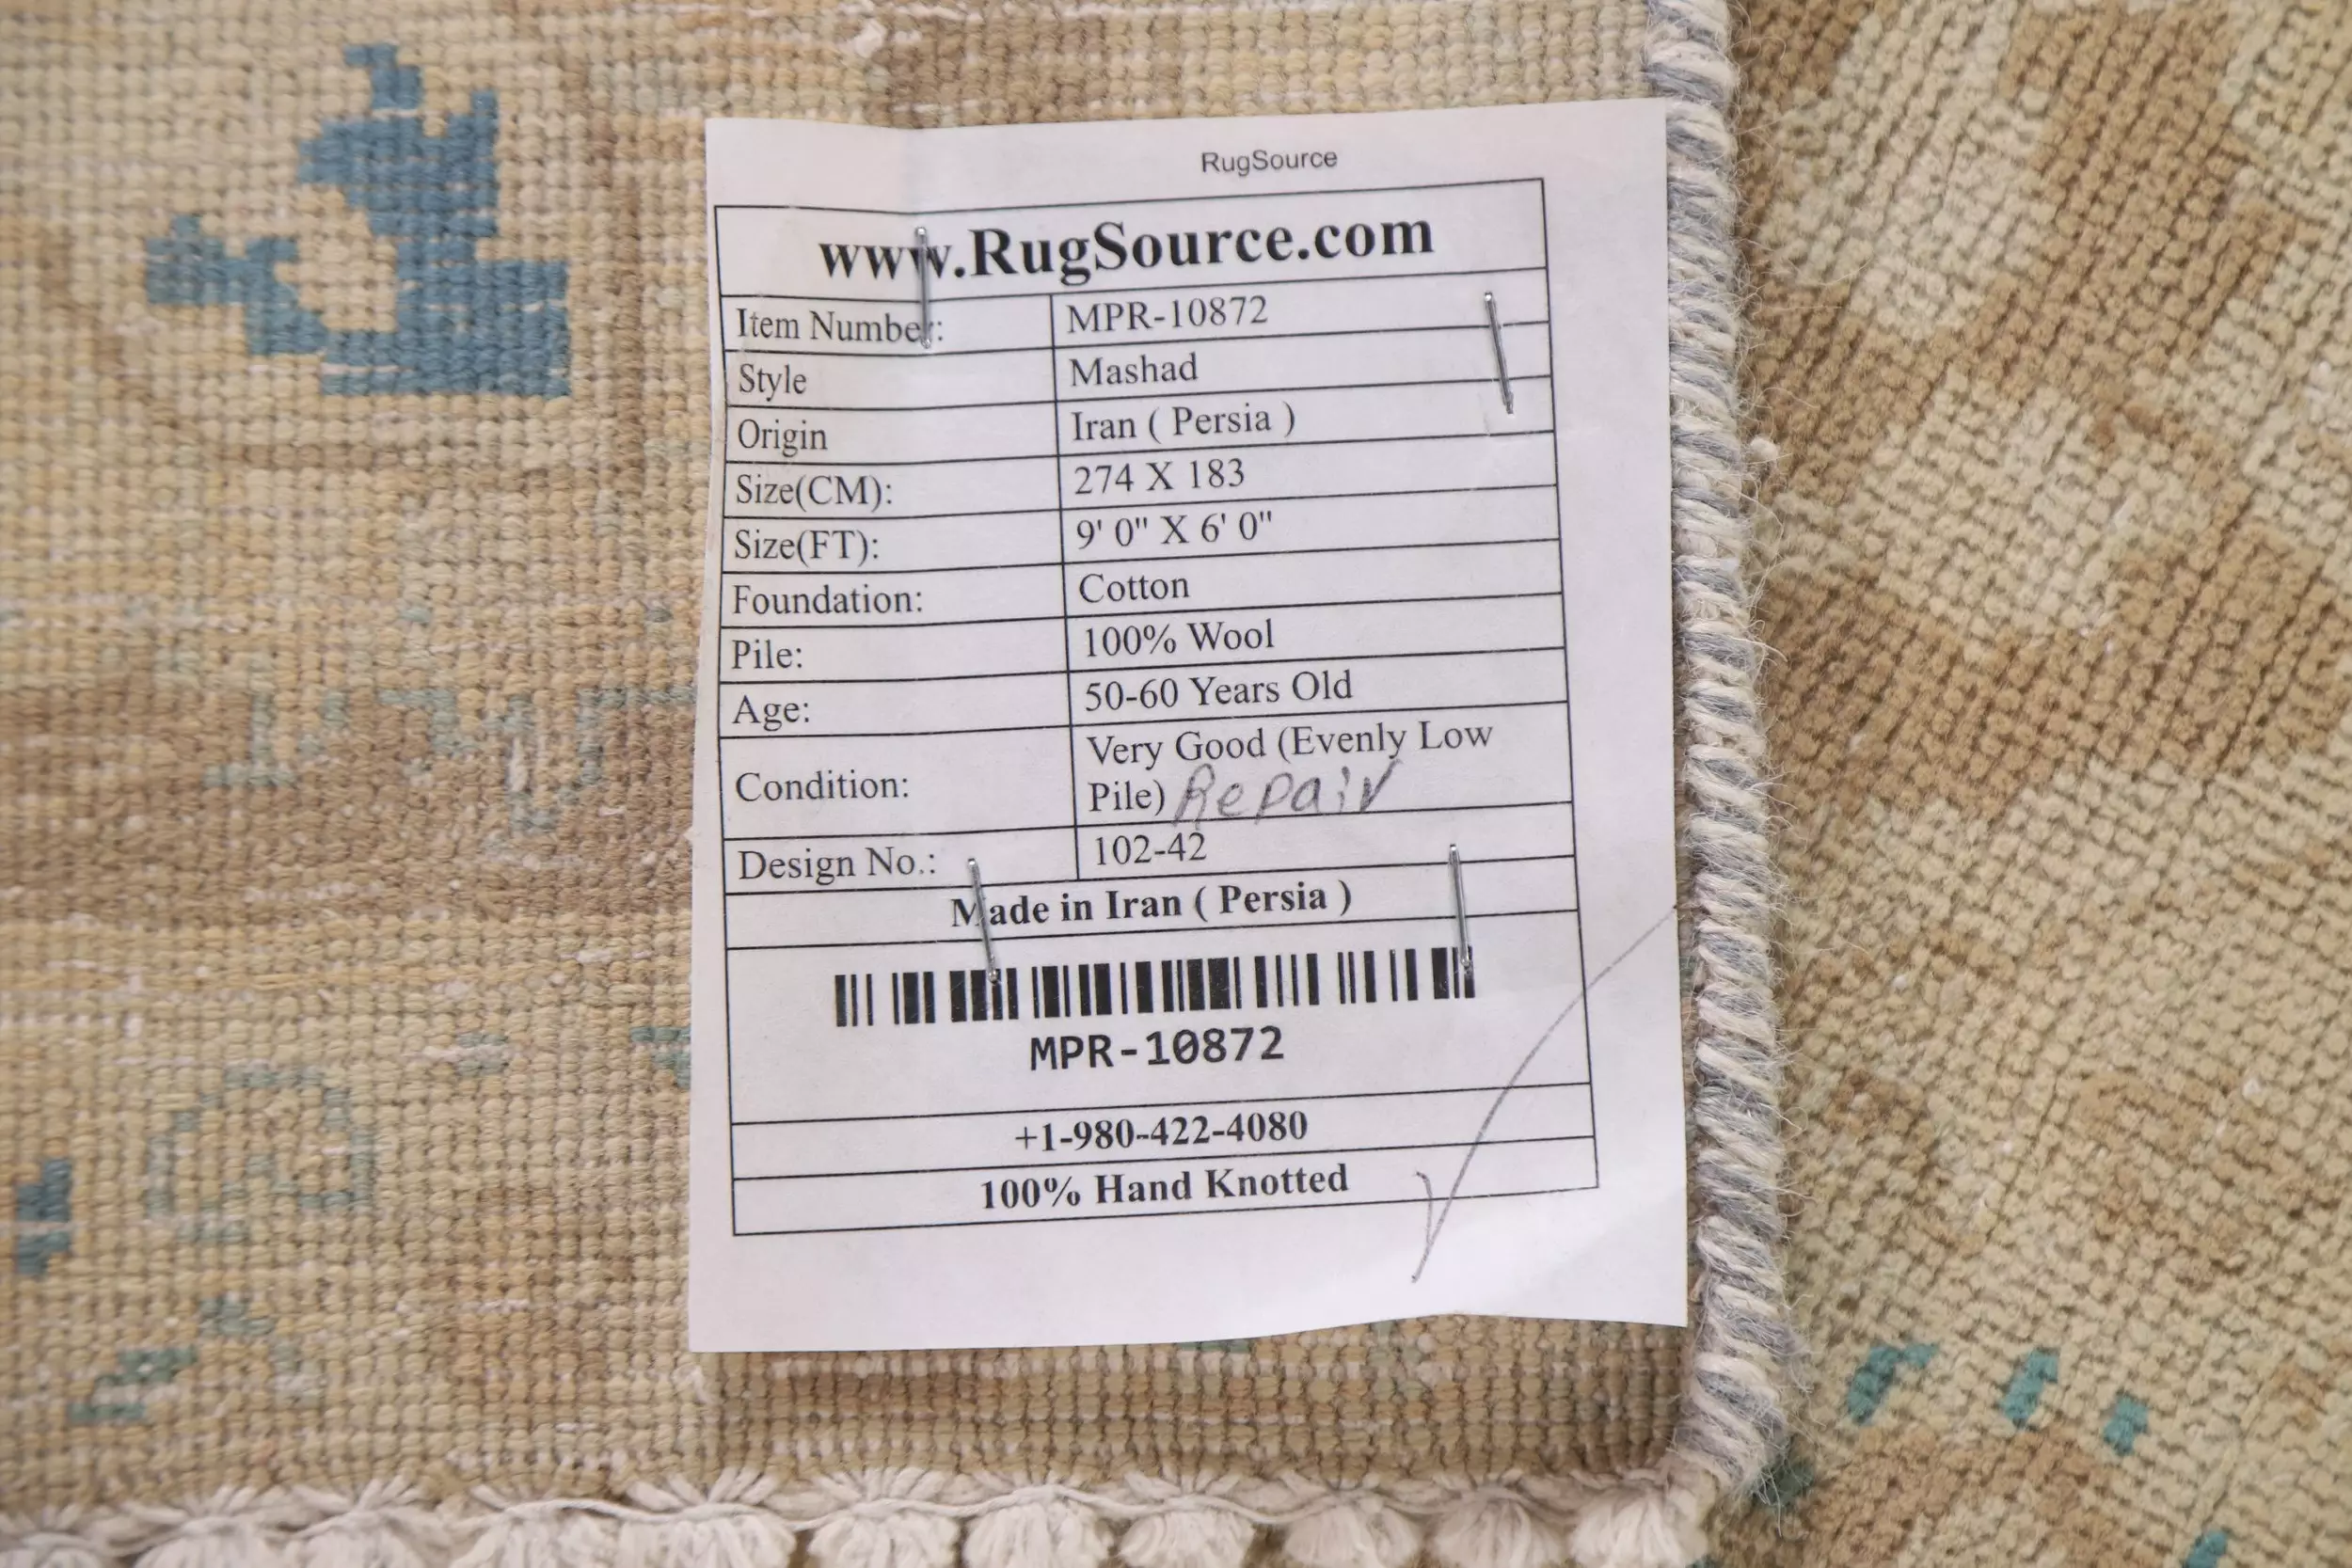 RugSource
www.RugSource.com
Item Number: MPR-10872
Style Mashad
Origin Iran ( Persia )
Size(CM): 274 X 183
Size(FT): 9' 0" X 6' 0"
Foundation: Cotton
Pile: 100% Wool
Age: 50-60 Years Old
Condition: Very Good (Evenly Low
Pile) Repair
Design No.: 102-42
Made in Iran ( Persia )
MPR-10872
+1-980-422-4080
100% Hand Knotted